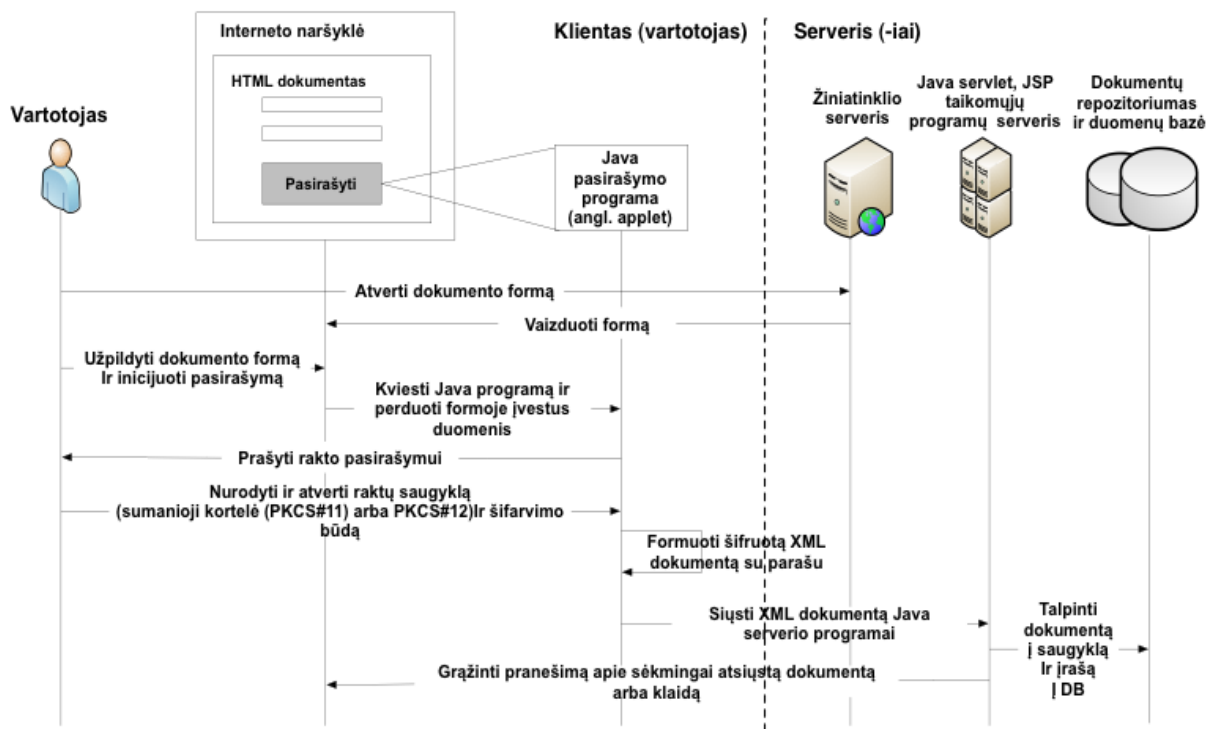 Interneto naršyklė
Klientas (vartotojas)
Serveris (-iai)
HTML dokumentas
Vartotojas
Pasirašyti
Java
pasirašymo
programa
(angl. applet)
Žiniatinklio
serveris
Java servlet, JSP
taikomųjų
programų serveris
Dokumentų
repozitoriumas
ir duomenų bazė
Atverti dokumento formą
Vaizduoti formą
Užpildyti dokumento formą
Ir inicijuoti pasirašymą
Kviesti Java programą ir
perduoti formoje įvestus
duomenis
Prašyti rakto pasirašymui
Nurodyti ir atverti raktų saugyklą
(sumanioji kortelė (PKCS#11) arba PKCS#12)Ir šifarvimo
būdą
Formuoti šifruotą XML
dokumentą su parašu
Siųsti XML dokumentą Java
serverio programai
Talpinti
dokumentą
į saugyklą
Ir įrašą
Į DB
Grąžinti pranešimą apie sėkmingai atsiųstą dokumentą
arba klaidą